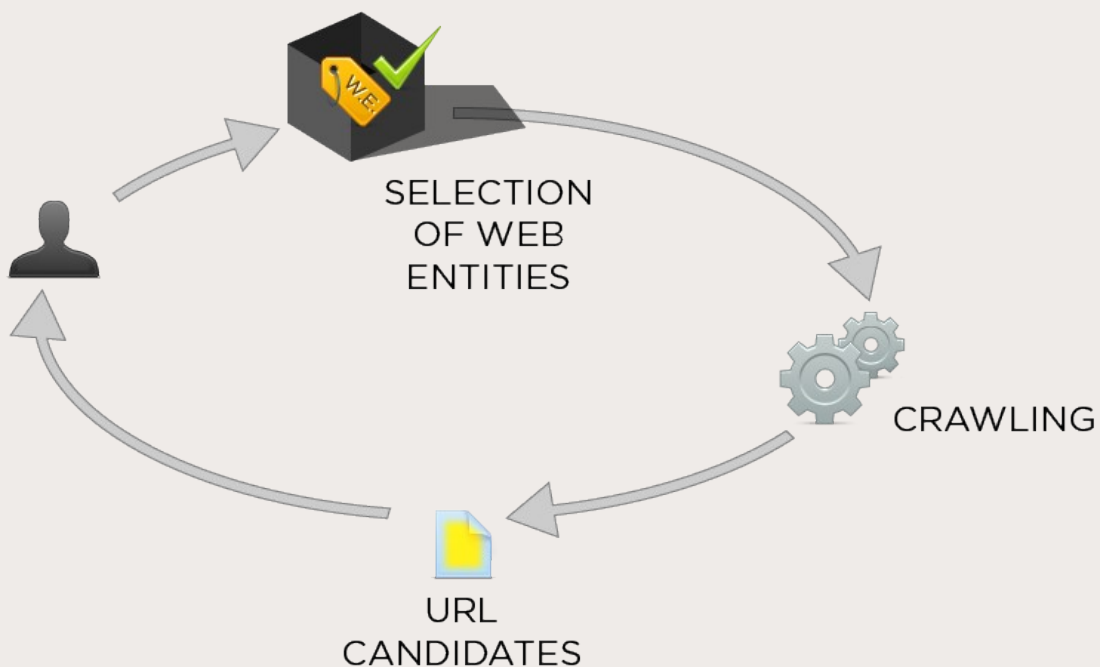 W.E.
SELECTION
OF WEB
ENTITIES
CRAWLING
URL
CANDIDATES